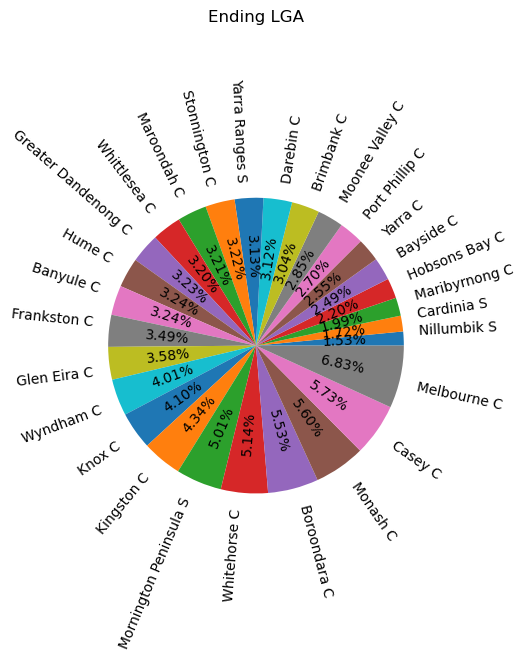 Ending LGA
Nillumbik S
1.53%
Cardinia S
1.72%
Maribyrnong C
1.99%
Hobsons Bay C
2.20%
Bayside C
2.49%
Yarra C
2.55%
Port Phillip C
2.70%
Moonee Valley C
2.85%
Brimbank C
3.04%
Darebin C
3.12%
Yarra Ranges S
3.13%
Stonnington C
3.22%
Maroondah C
3.21%
Whittlesea C
3.20%
Greater Dandenong C
3.23%
Hume C
3.24%
Banyule C
3.24%
Frankston C
3.49%
Glen Eira C
3.58%
Wyndham C
4.01%
Knox C
4.10%
Kingston C
4.34%
Mornington Peninsula S
5.01%
Whitehorse C
5.14%
Boroondara C
5.53%
Monash C
5.60%
Casey C
5.73%
Melbourne C
6.83%